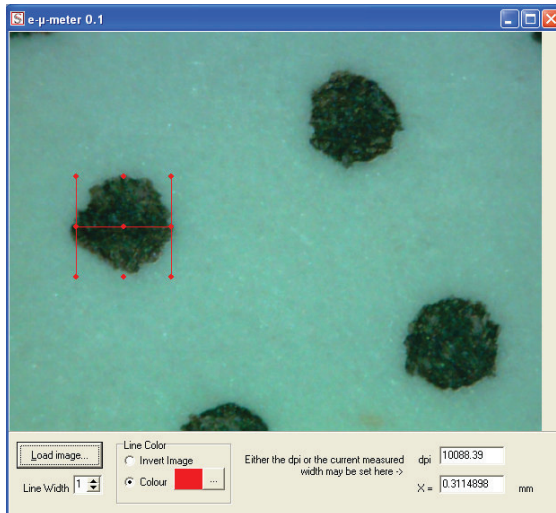 S e-µ-meter 0.1
Load image...
Line Width 1
Line Color
Invert Image
Colour ...
Either the dpi or the current measured
width may be set here ->
dpi 10088.39
X = 0.3114898 mm